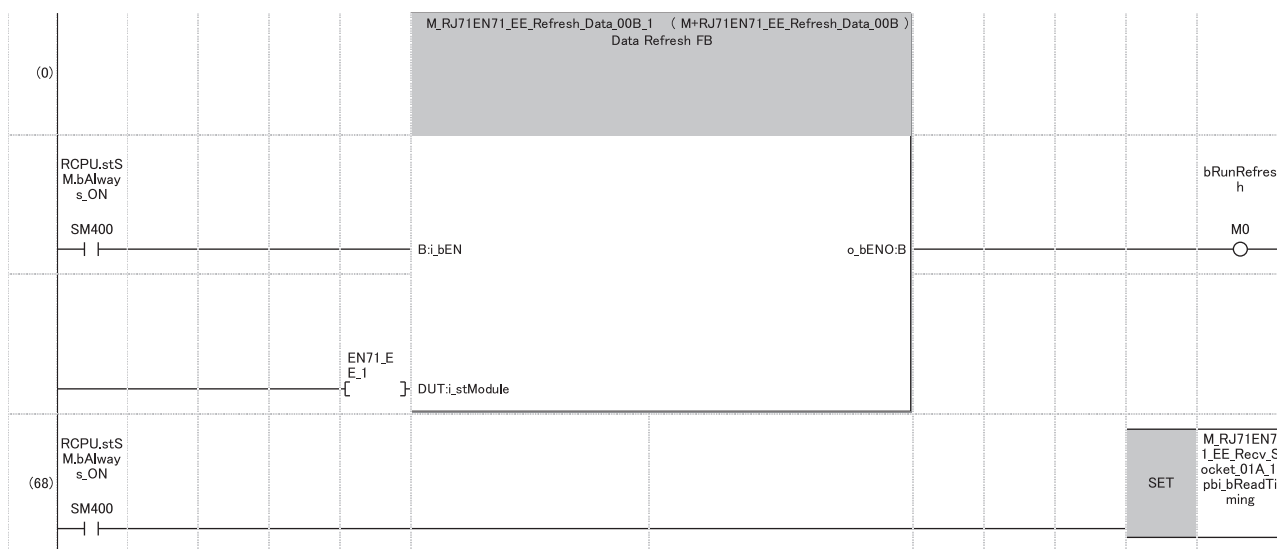 M_RJ71EN71_EE_Refresh_Data_00B_1 ( M+RJ71EN71_EE_Refresh_Data_00B )
Data Refresh FB
(0)
RCPU.stS
M.bAlway
s_ON
SM400
B:i_bEN
o_bENO:B
bRunRefres
h
M0
EN71_E
E_1
DUT:i_stModule
(68)
RCPU.stS
M.bAlway
s_ON
SM400
SET
M_RJ71EN7
1_EE_Recv_S
ocket_01A_1.
pbi_bReadTi
ming